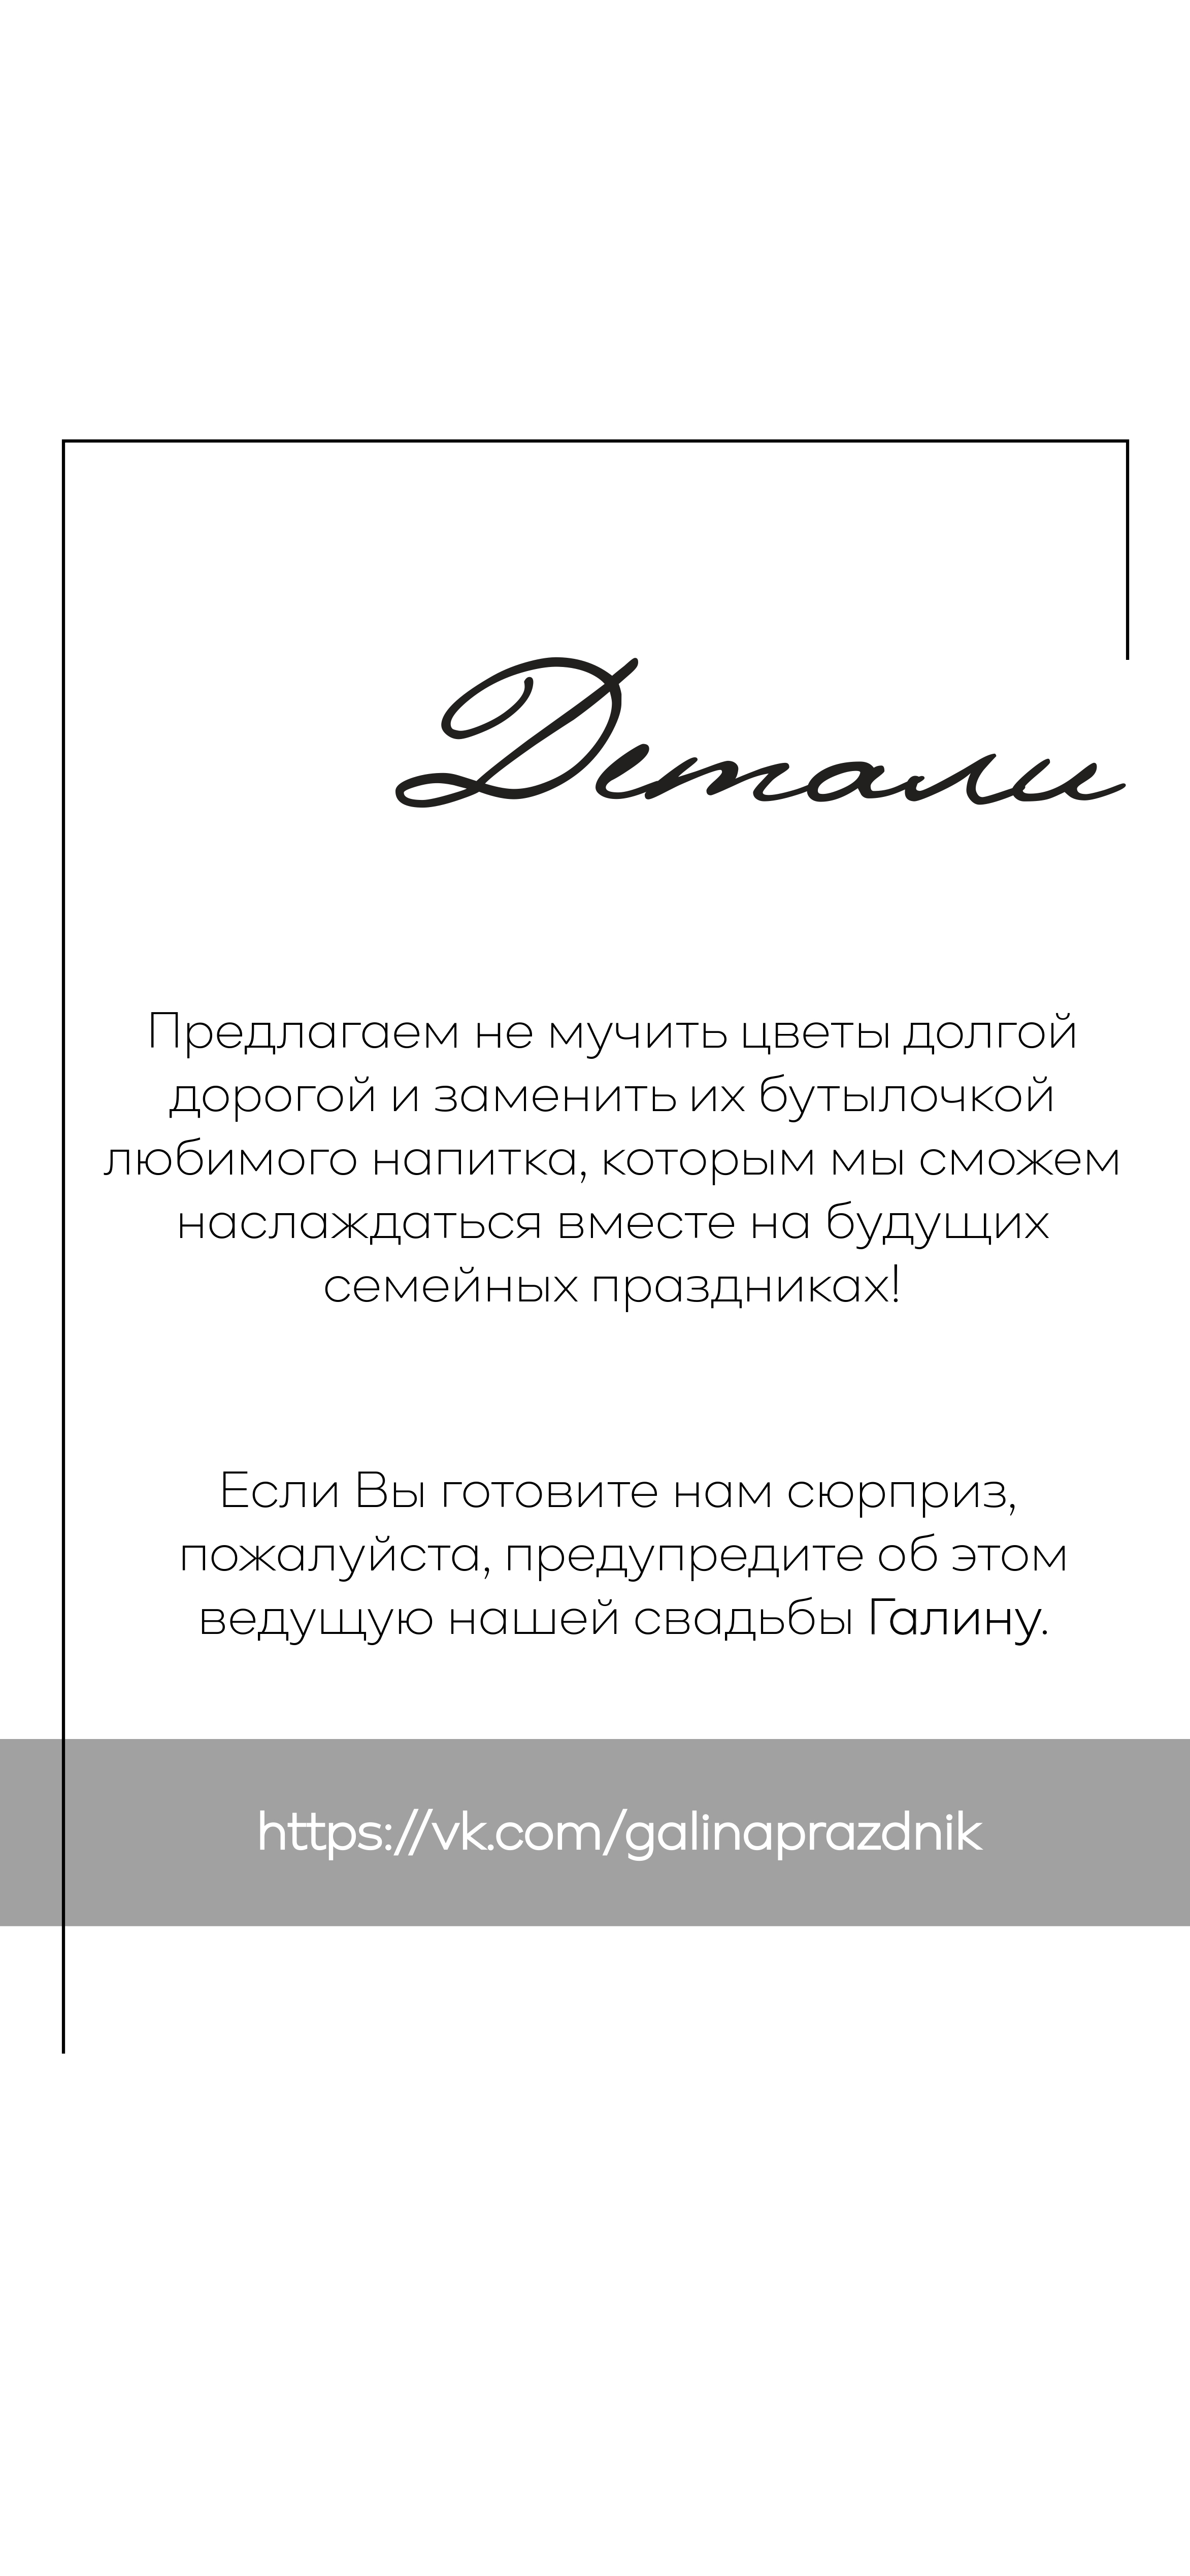 Детали
Предлагаем не мучить цветы долгой
дорогой и заменить их бутылочкой
любимого напитка, которым мы сможем
наслаждаться вместе на будущих
семейных праздниках!
Если Вы готовите нам сюрприз,
пожалуйста, предупредите об этом
ведущую нашей свадьбы Галину.
https://vk.com/galinaprazdnik